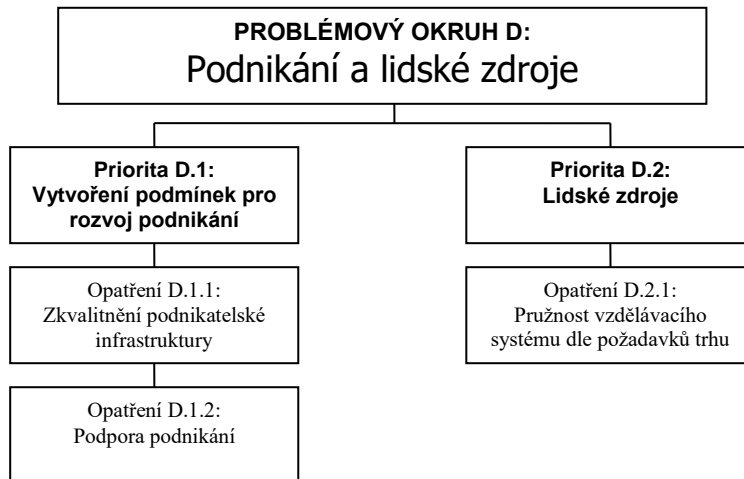 PROBLÉMOVÝ OKRUH D:
Podnikání a lidské zdroje
Priorita D.1:
Vytvoření podmínek pro
rozvoj podnikání
Priorita D.2:
Lidské zdroje
Opatření D.1.1:
Zkvalitnění podnikatelské
infrastruktury
Opatření D.2.1:
Pružnost vzdělávacího
systému dle požadavků trhu
Opatření D.1.2:
Podpora podnikání